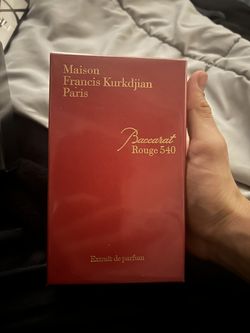 Maison
Francis Kurkdjian
Paris
Baccarat
Rouge 540
Extrait de parfum